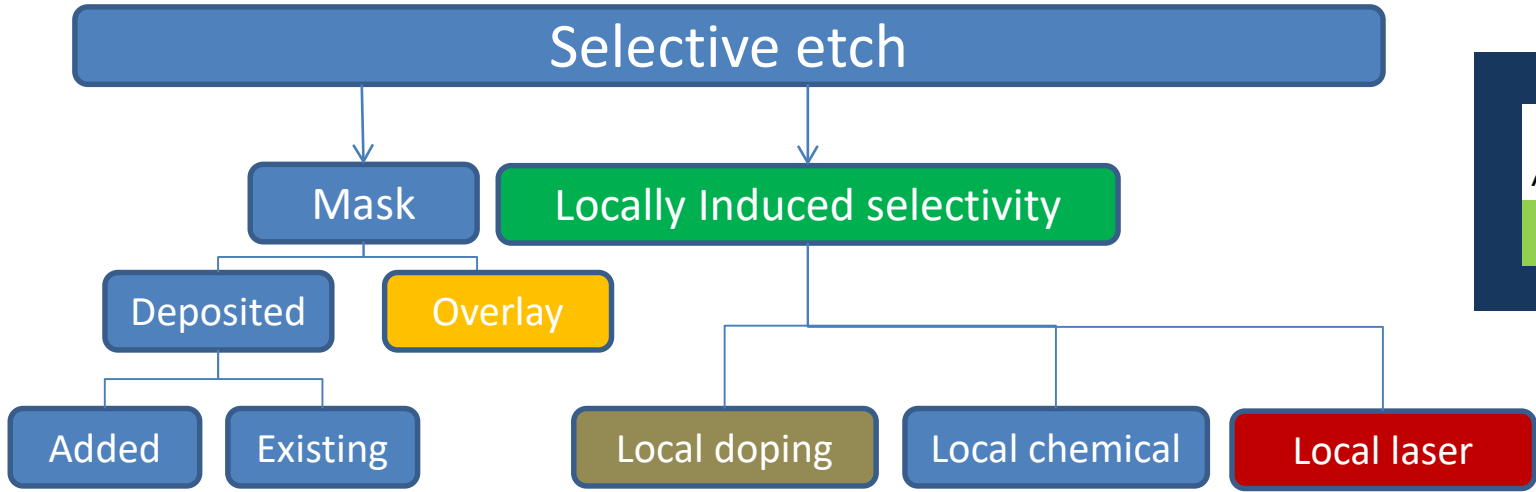 Selective etch
Mask
Locally Induced selectivity
Deposited
Overlay
Added
Existing
Local doping
Local chemical
Local laser